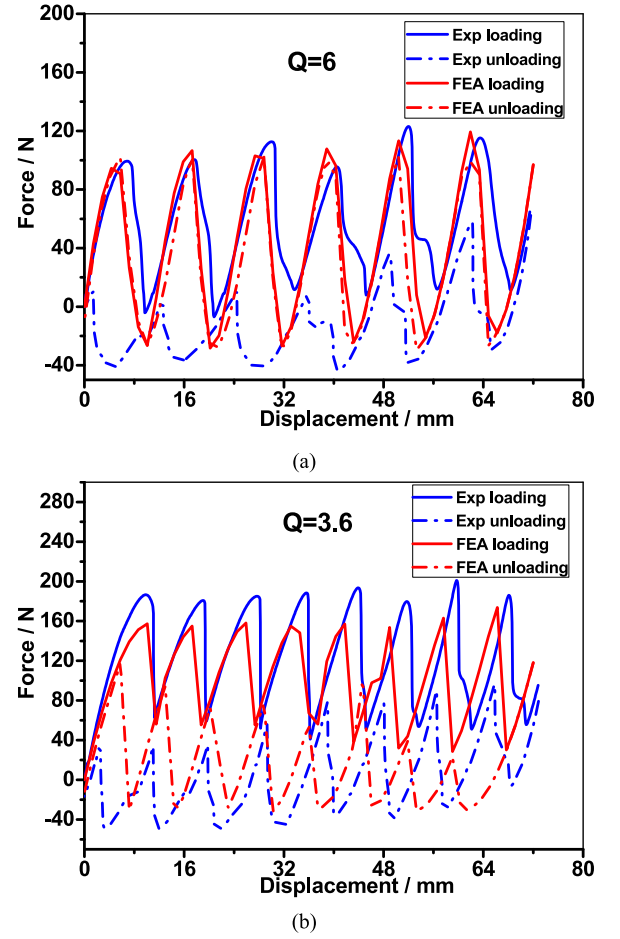 200
160
120
80
40
0
-40
Force / N
Q=6
Exp loading
Exp unloading
FEA loading
FEA unloading
0 16 32 48 64 80
Displacement / mm
(a)
280
240
200
160
120
80
40
0
-40
Force / N
Q=3.6
Exp loading
Exp unloading
FEA loading
FEA unloading
0 16 32 48 64 80
Displacement / mm
(b)